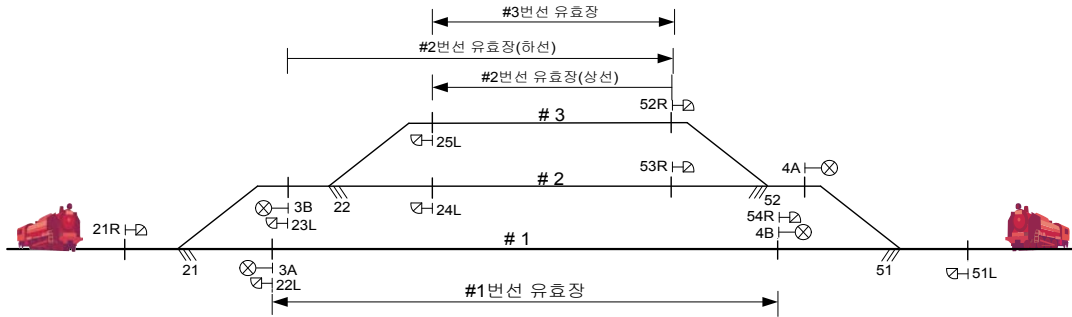 #3번선 유효장
#2번선 유효장(하선)
#2번선 유효장(상선)
52R
# 3
25L
53R
4A
# 2
3B
22
24L
52
23L
54R
21R
# 1
4B
21
3A
51
51L
22L
#1번선 유효장